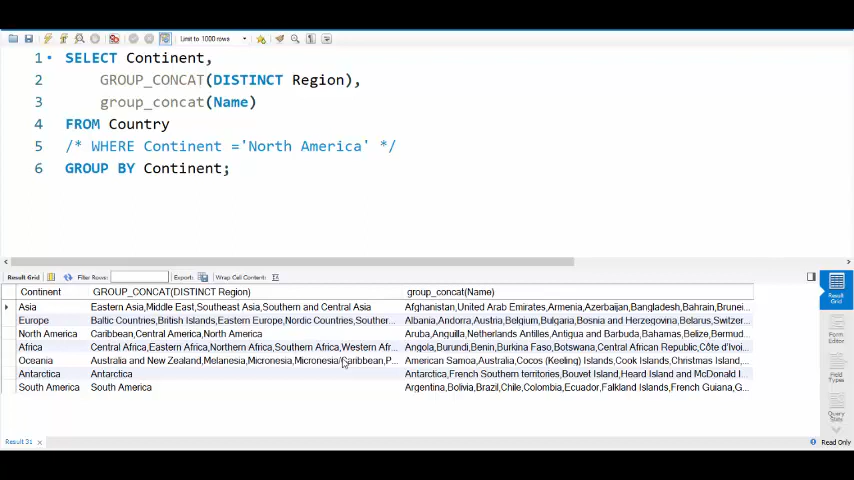 Limit to 1000 rows
1 SELECT Continent,
2 GROUP_CONCAT(DISTINCT Region),
3 group_concat(Name)
4 FROM Country
5 /* WHERE Continent ='North America' */
6 GROUP BY Continent;
Result Grid Filter Rows: Export: Wrap Cell Content:
Continent GROUP_CONCAT(DISTINCT Region) group_concat(Name)
Asia Eastern Asia,Middle East,Southeast Asia,Southern and Central Asia Afghanistan,United Arab Emirates,Armenia,Azerbaijan,Bangladesh,Bahrain,Brunei...
Europe Baltic Countries,British Islands,Eastern Europe,Nordic Countries,Souther... Albania,Andorra,Austria,Belgium,Bulgaria,Bosnia and Herzegovina,Belarus,Switzer...
North America Caribbean,Central America,North America Aruba,Anguilla,Netherlands Antilles,Antigua and Barbuda,Bahamas,Belize,Bermud...
Africa Central Africa,Eastern Africa,Northern Africa,Southern Africa,Western Afr... Angola,Burundi,Benin,Burkina Faso,Botswana,Central African Republic,Côte d'Ivoi...
Oceania Australia and New Zealand,Melanesia,Micronesia,Micronesia/Caribbean,P... American Samoa,Australia,Cocos (Keeling) Islands,Cook Islands,Christmas Island,...
Antarctica Antarctica Antarctica,French Southern territories,Bouvet Island,Heard Island and McDonald I...
South America South America Argentina,Bolivia,Brazil,Chile,Colombia,Ecuador,Falkland Islands,French Guiana,G...
Result
Grid
Form
Editor
Field
Types
Query
Stats
Result 31 Read Only